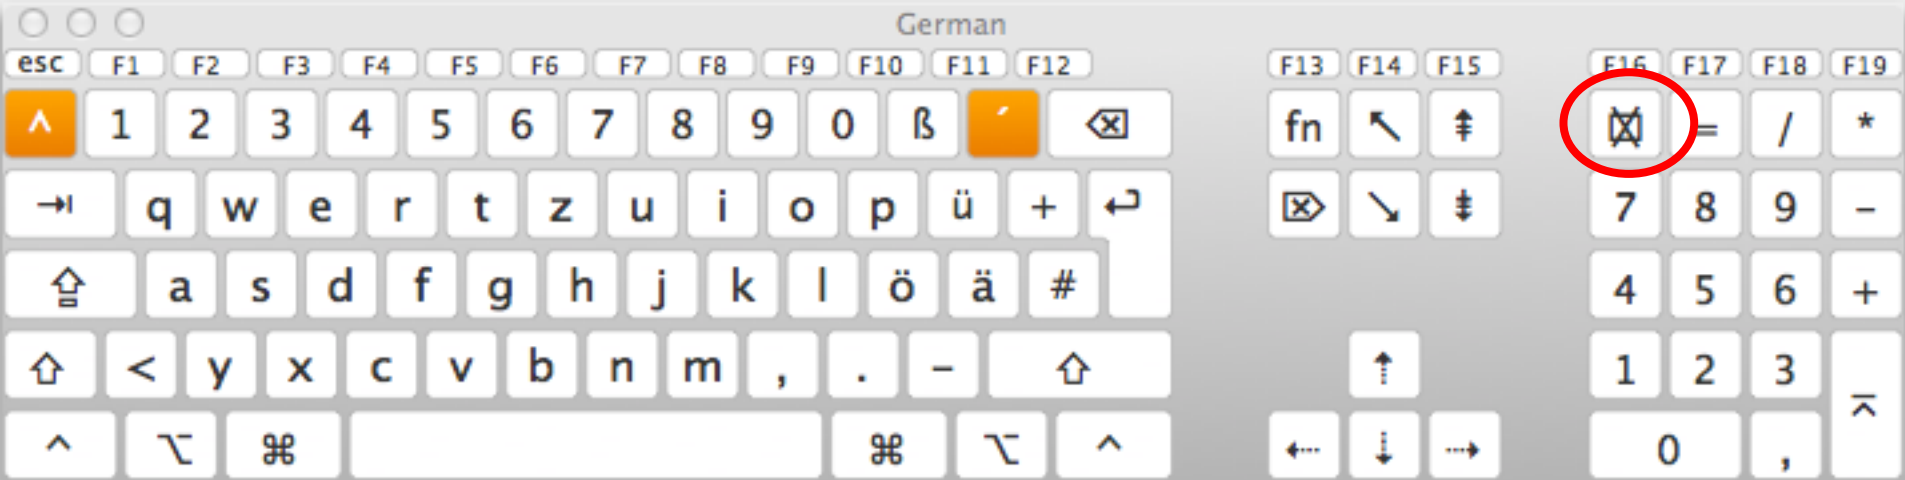 German
esc F1 F2 F3 F4 F5 F6 F7 F8 F9 F10 F11 F12 F13 F14 F15 F16 F17 F18 F19
^ 1 2 3 4 5 6 7 8 9 0 ß ´ ⌫ fn ↖ ⇞ ⌧ = / *
⇥ q w e r t z u i o p ü + ↩ ⌦ ↘ ⇟ 7 8 9 -
⇪ a s d f g h j k l ö ä # 4 5 6 +
⇧ < y x c v b n m , . - ⇧ ⇡ 1 2 3 ⌤
^ ⌥ ⌘ ⌘ ⌥ ^ ⇠ ⇣ ⇢ 0 ,